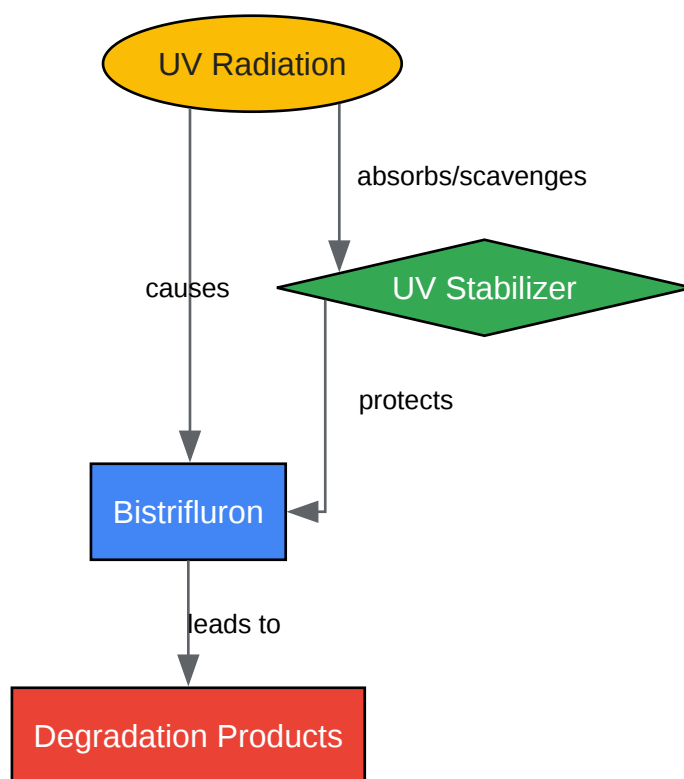 UV Radiation
absorbs/scavenges
causes
UV Stabilizer
protects
Bistrifluron
leads to
Degradation Products